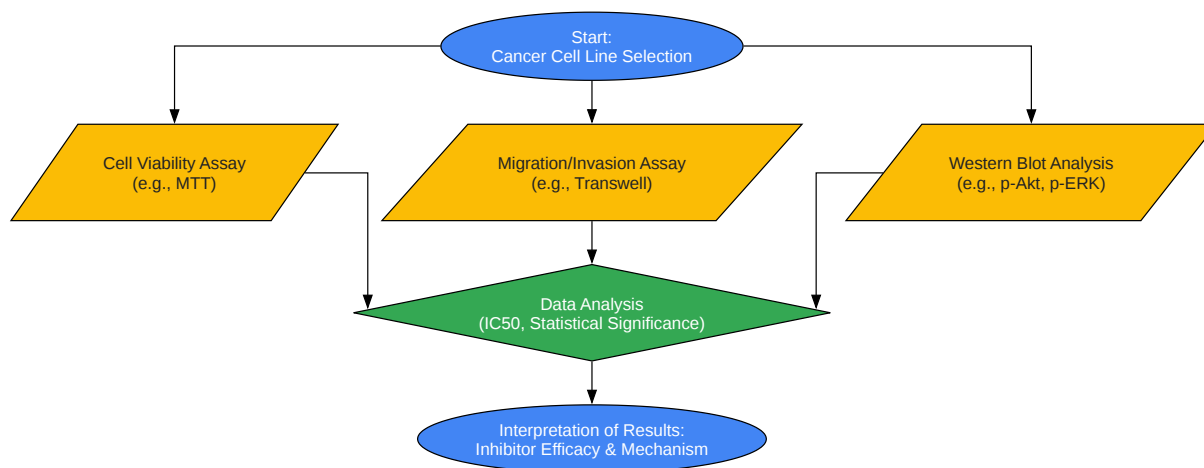 Start:
Cancer Cell Line Selection
Cell Viability Assay
(e.g., MTT)
Migration/Invasion Assay
(e.g., Transwell)
Western Blot Analysis
(e.g., p-Akt, p-ERK)
Data Analysis
(IC50, Statistical Significance)
Interpretation of Results:
Inhibitor Efficacy & Mechanism